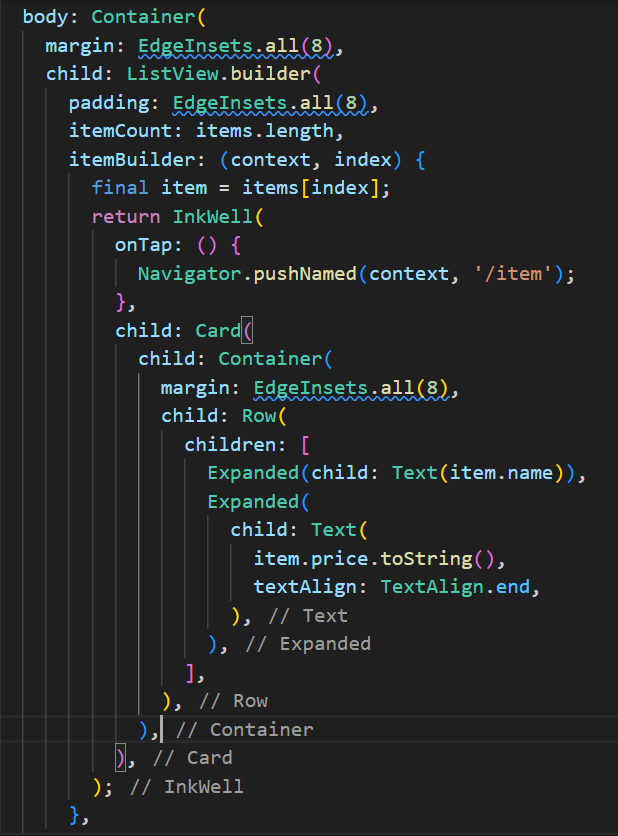 body: Container(
  margin: EdgeInsets.all(8),
  child: ListView.builder(
    padding: EdgeInsets.all(8),
    itemCount: items.length,
    itemBuilder: (context, index) {
      final item = items[index];
      return InkWell(
        onTap: () {
          Navigator.pushNamed(context, '/item');
        },
        child: Card(
          child: Container(
            margin: EdgeInsets.all(8),
            child: Row(
              children: [
                Expanded(child: Text(item.name)),
                Expanded(
                  child: Text(
                    item.price.toString(),
                    textAlign: TextAlign.end,
                  ), // Text
                ), // Expanded
              ],
            ), // Row
          ), // Container
        ), // Card
      ); // InkWell
    },